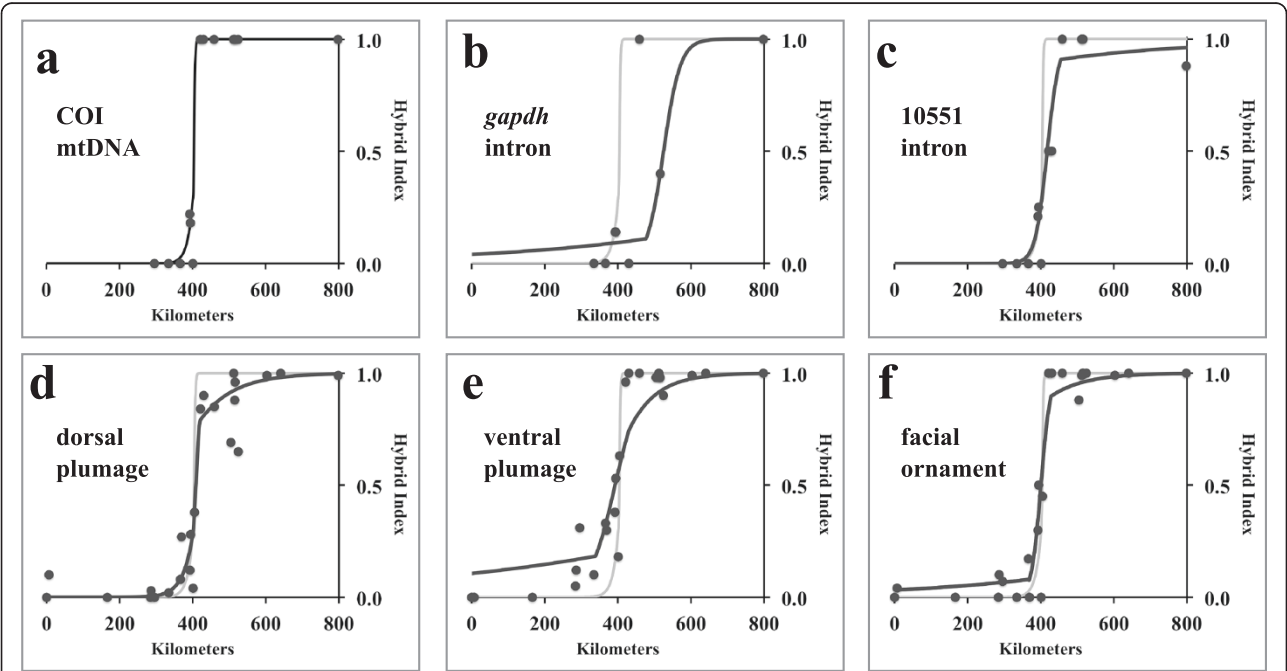 a
COI
mtDNA
1.0
0.5
0.0
Hybrid Index
0 200 400 600 800
Kilometers
b
gapdh
intron
1.0
0.5
0.0
Hybrid Index
0 200 400 600 800
Kilometers
c
10551
intron
1.0
0.5
0.0
Hybrid Index
0 200 400 600 800
Kilometers
d
dorsal
plumage
1.0
0.5
0.0
Hybrid Index
0 200 400 600 800
Kilometers
e
ventral
plumage
1.0
0.5
0.0
Hybrid Index
0 200 400 600 800
Kilometers
f
facial
ornament
1.0
0.5
0.0
Hybrid Index
0 200 400 600 800
Kilometers